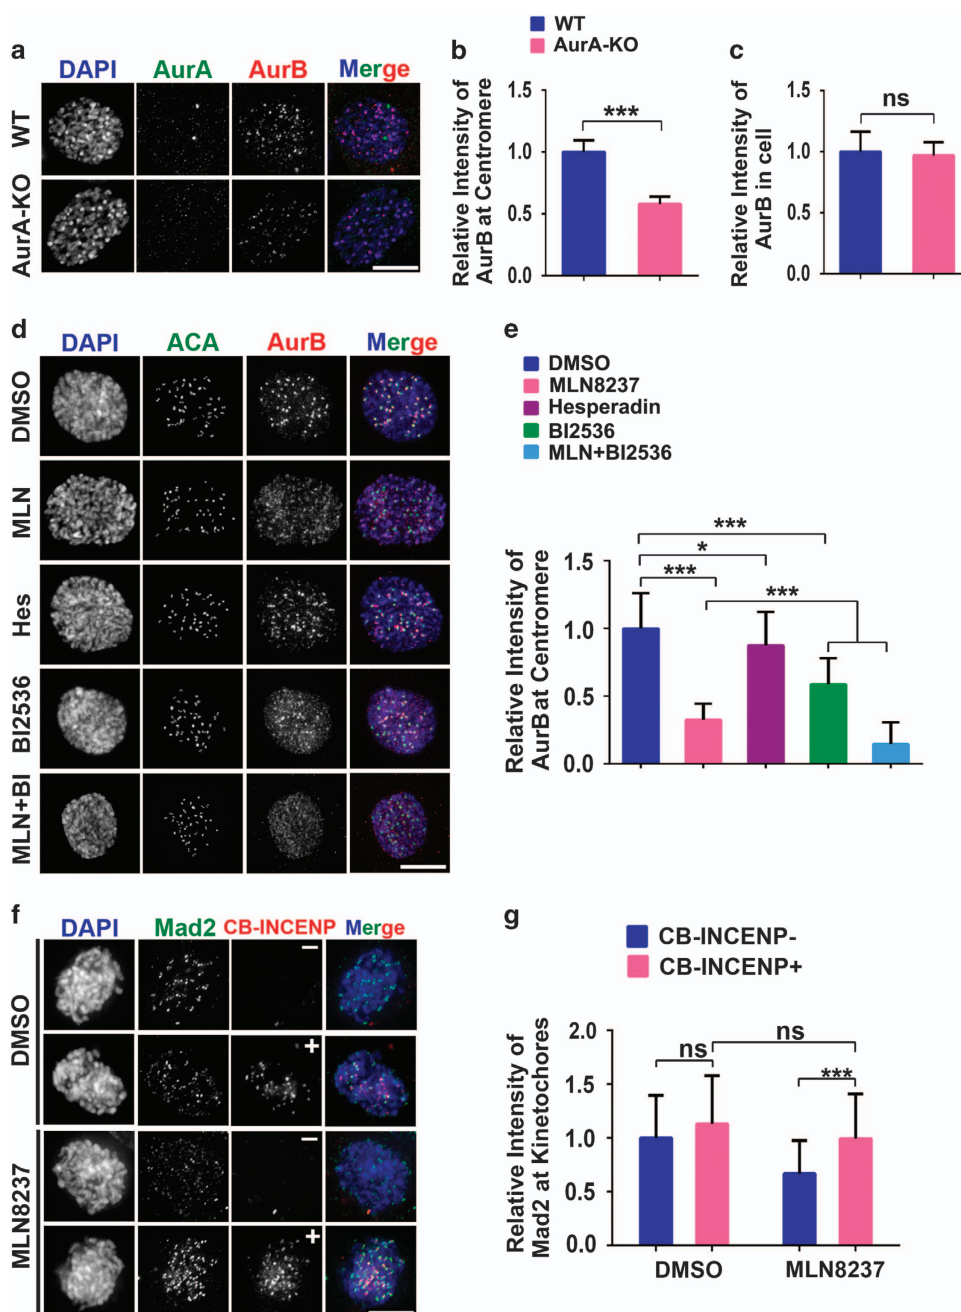 a
DAPI AurA AurB Merge
WT
AurA-KO
b
WT
AurA-KO
Relative Intensity of
AurB at Centromere
1.5
1.0
0.5
0.0
***
c
Relative Intensity of
AurB in cell
1.5
1.0
0.5
0.0
ns
d
DAPI ACA AurB Merge
DMSO
MLN
Hes
BI2536
MLN+BI
e
DMSO
MLN8237
Hesperadin
BI2536
MLN+BI2536
Relative Intensity of
AurBat Centromere
1.5
1.0
0.5
0.0
***
*
***
***
f
DAPI Mad2 CB-INCENP Merge
DMSO
−
+
MLN8237
−
+
g
CB-INCENP-
CB-INCENP+
Relative Intensity of
Mad2 at Kinetochores
2.0
1.5
1.0
0.5
0.0
ns
ns
***
DMSO MLN8237